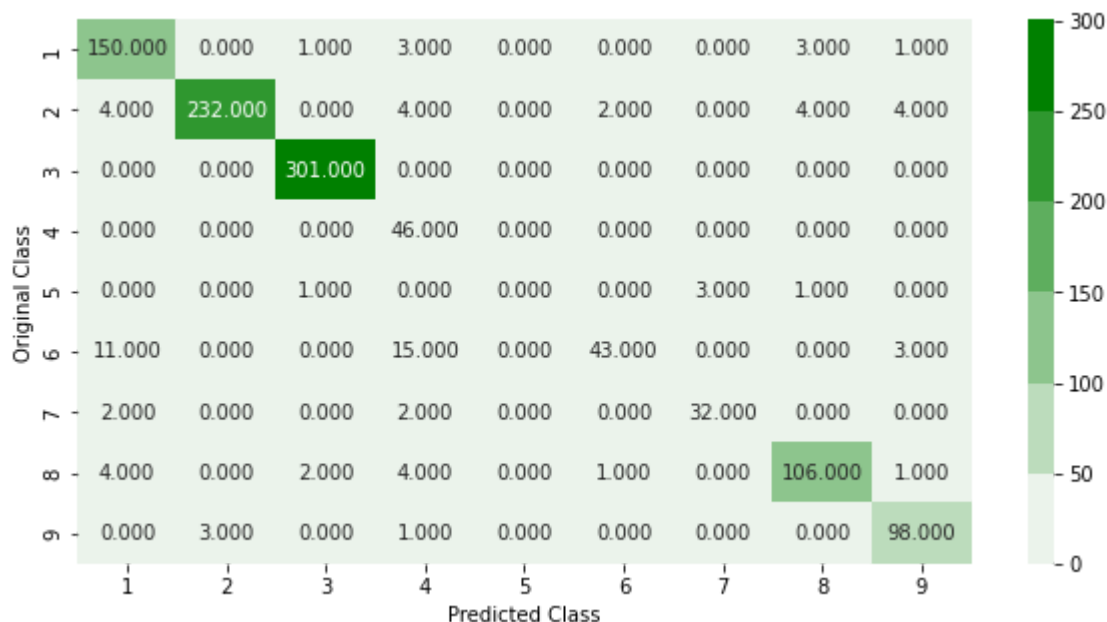 1 150.000 0.000 1.000 3.000 0.000 0.000 0.000 3.000 1.000
2 4.000 232.000 0.000 4.000 0.000 2.000 0.000 4.000 4.000
3 0.000 0.000 301.000 0.000 0.000 0.000 0.000 0.000 0.000
4 0.000 0.000 0.000 46.000 0.000 0.000 0.000 0.000 0.000
5 0.000 0.000 1.000 0.000 0.000 0.000 3.000 1.000 0.000
6 11.000 0.000 0.000 15.000 0.000 43.000 0.000 0.000 3.000
7 2.000 0.000 0.000 2.000 0.000 0.000 32.000 0.000 0.000
8 4.000 0.000 2.000 4.000 0.000 1.000 0.000 106.000 1.000
9 0.000 3.000 0.000 1.000 0.000 0.000 0.000 0.000 98.000
1 2 3 4 5 6 7 8 9
Predicted Class
Original Class
300
250
200
150
100
50
0